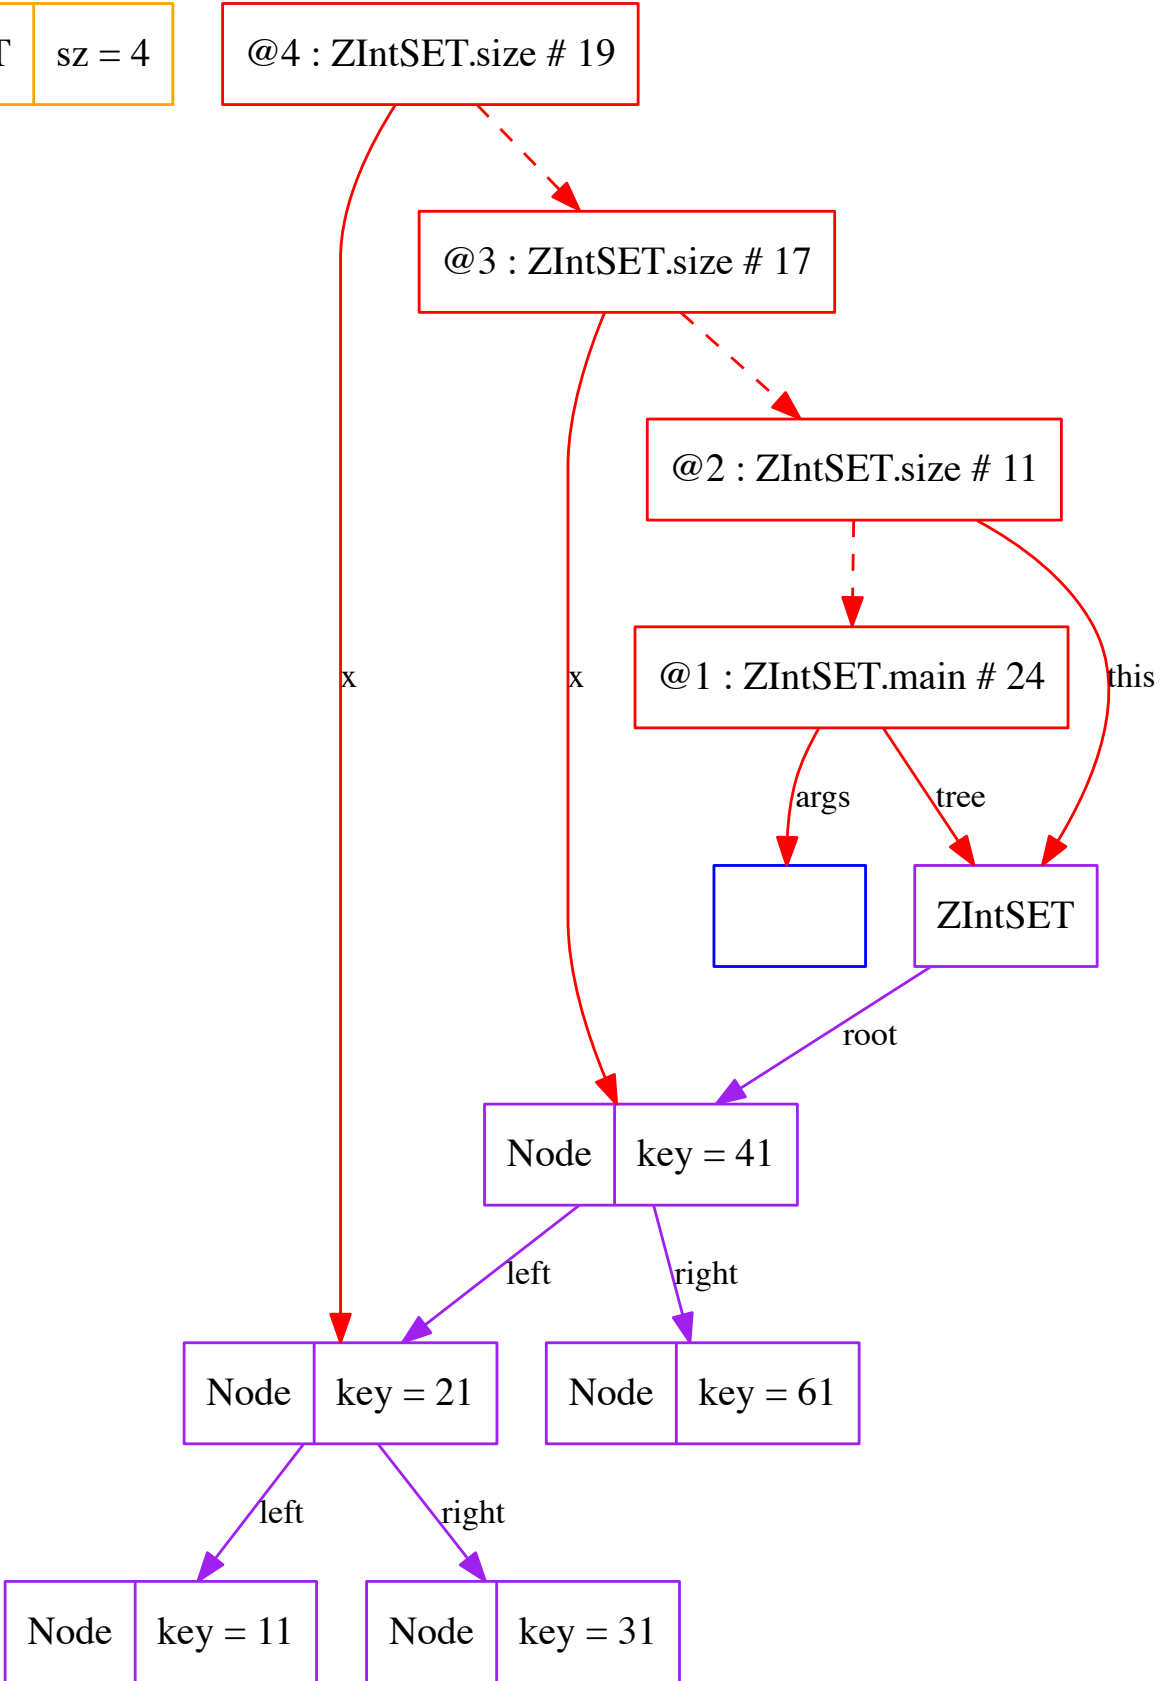 sz = 4
@4 : ZIntSET.size # 19
@3 : ZIntSET.size # 17
@2 : ZIntSET.size # 11
x
x
@1 : ZIntSET.main # 24
this
args
tree
ZIntSET
root
Node
key = 41
left
right
Node
key = 21
Node
key = 61
left
right
Node
key = 11
Node
key = 31